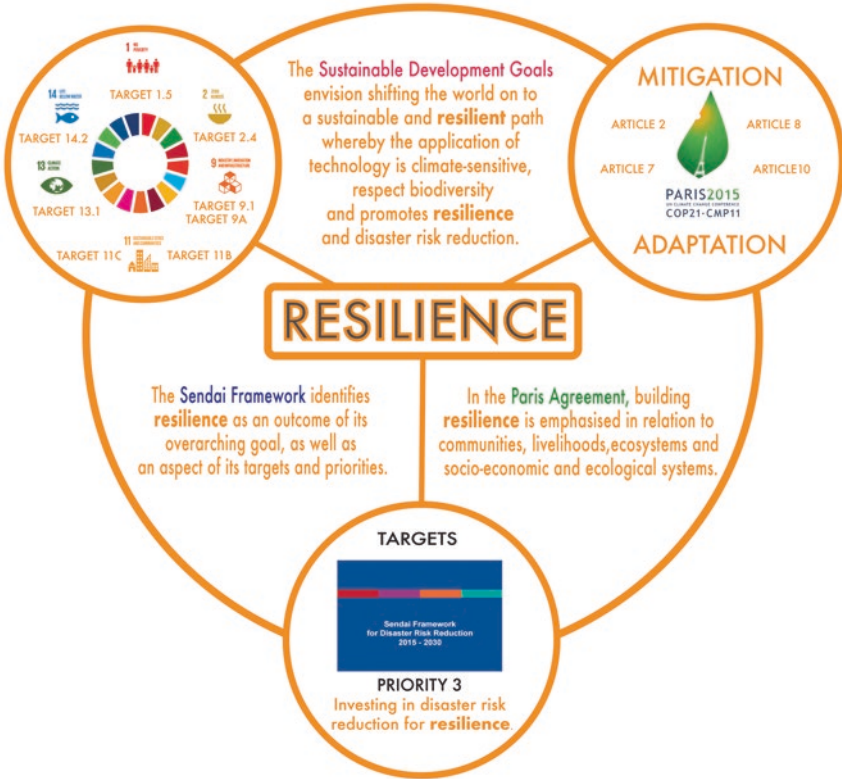 1 NO
POVERTY
TARGET 1.5
14 LIFE
BELOW WATER
TARGET 14.2
2 ZERO
HUNGER
TARGET 2.4
13 CLIMATE
ACTION
TARGET 13.1
9 INDUSTRY, INNOVATION
AND INFRASTRUCTURE
TARGET 9.1
TARGET 9A
11 SUSTAINABLE CITIES
AND COMMUNITIES
TARGET 11C
TARGET 11B
The Sustainable Development Goals
envision shifting the world on to
a sustainable and resilient path
whereby the application of
technology is climate-sensitive,
respect biodiversity
and promotes resilience
and disaster risk reduction.
MITIGATION
ARTICLE 2
ARTICLE 8
ARTICLE 7
ARTICLE10
PARIS2015
UN CLIMATE CHANGE CONFERENCE
COP21·CMP11
ADAPTATION
RESILIENCE
The Sendai Framework identifies
resilience as an outcome of its
overarching goal, as well as
an aspect of its targets and priorities.
In the Paris Agreement, building
resilience is emphasised in relation to
communities, livelihoods,ecosystems and
socio-economic and ecological systems.
TARGETS
Sendai Framework
for Disaster Risk Reduction
2015 - 2030
PRIORITY 3
Investing in disaster risk
reduction for resilience.